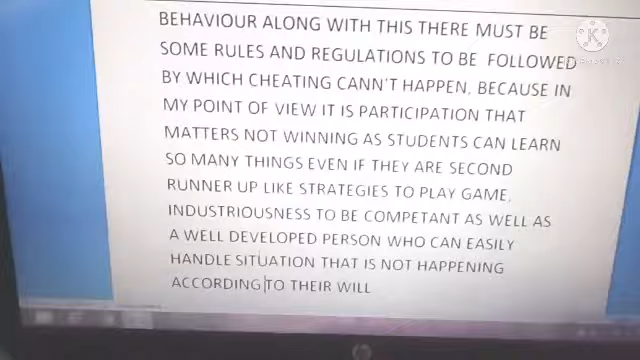 BEHAVIOUR ALONG WITH THIS THERE MUST BE
SOME RULES AND REGULATIONS TO BE FOLLOWED
BY WHICH CHEATING CANN'T HAPPEN, BECAUSE IN
MY POINT OF VIEW IT IS PARTICIPATION THAT
MATTERS NOT WINNING AS STUDENTS CAN LEARN
SO MANY THINGS EVEN IF THEY ARE SECOND
RUNNER UP LIKE STRATEGIES TO PLAY GAME,
INDUSTRIOUSNESS TO BE COMPETANT AS WELL AS
A WELL DEVELOPED PERSON WHO CAN EASILY
HANDLE SITUATION THAT IS NOT HAPPENING
ACCORDING TO THEIR WILL